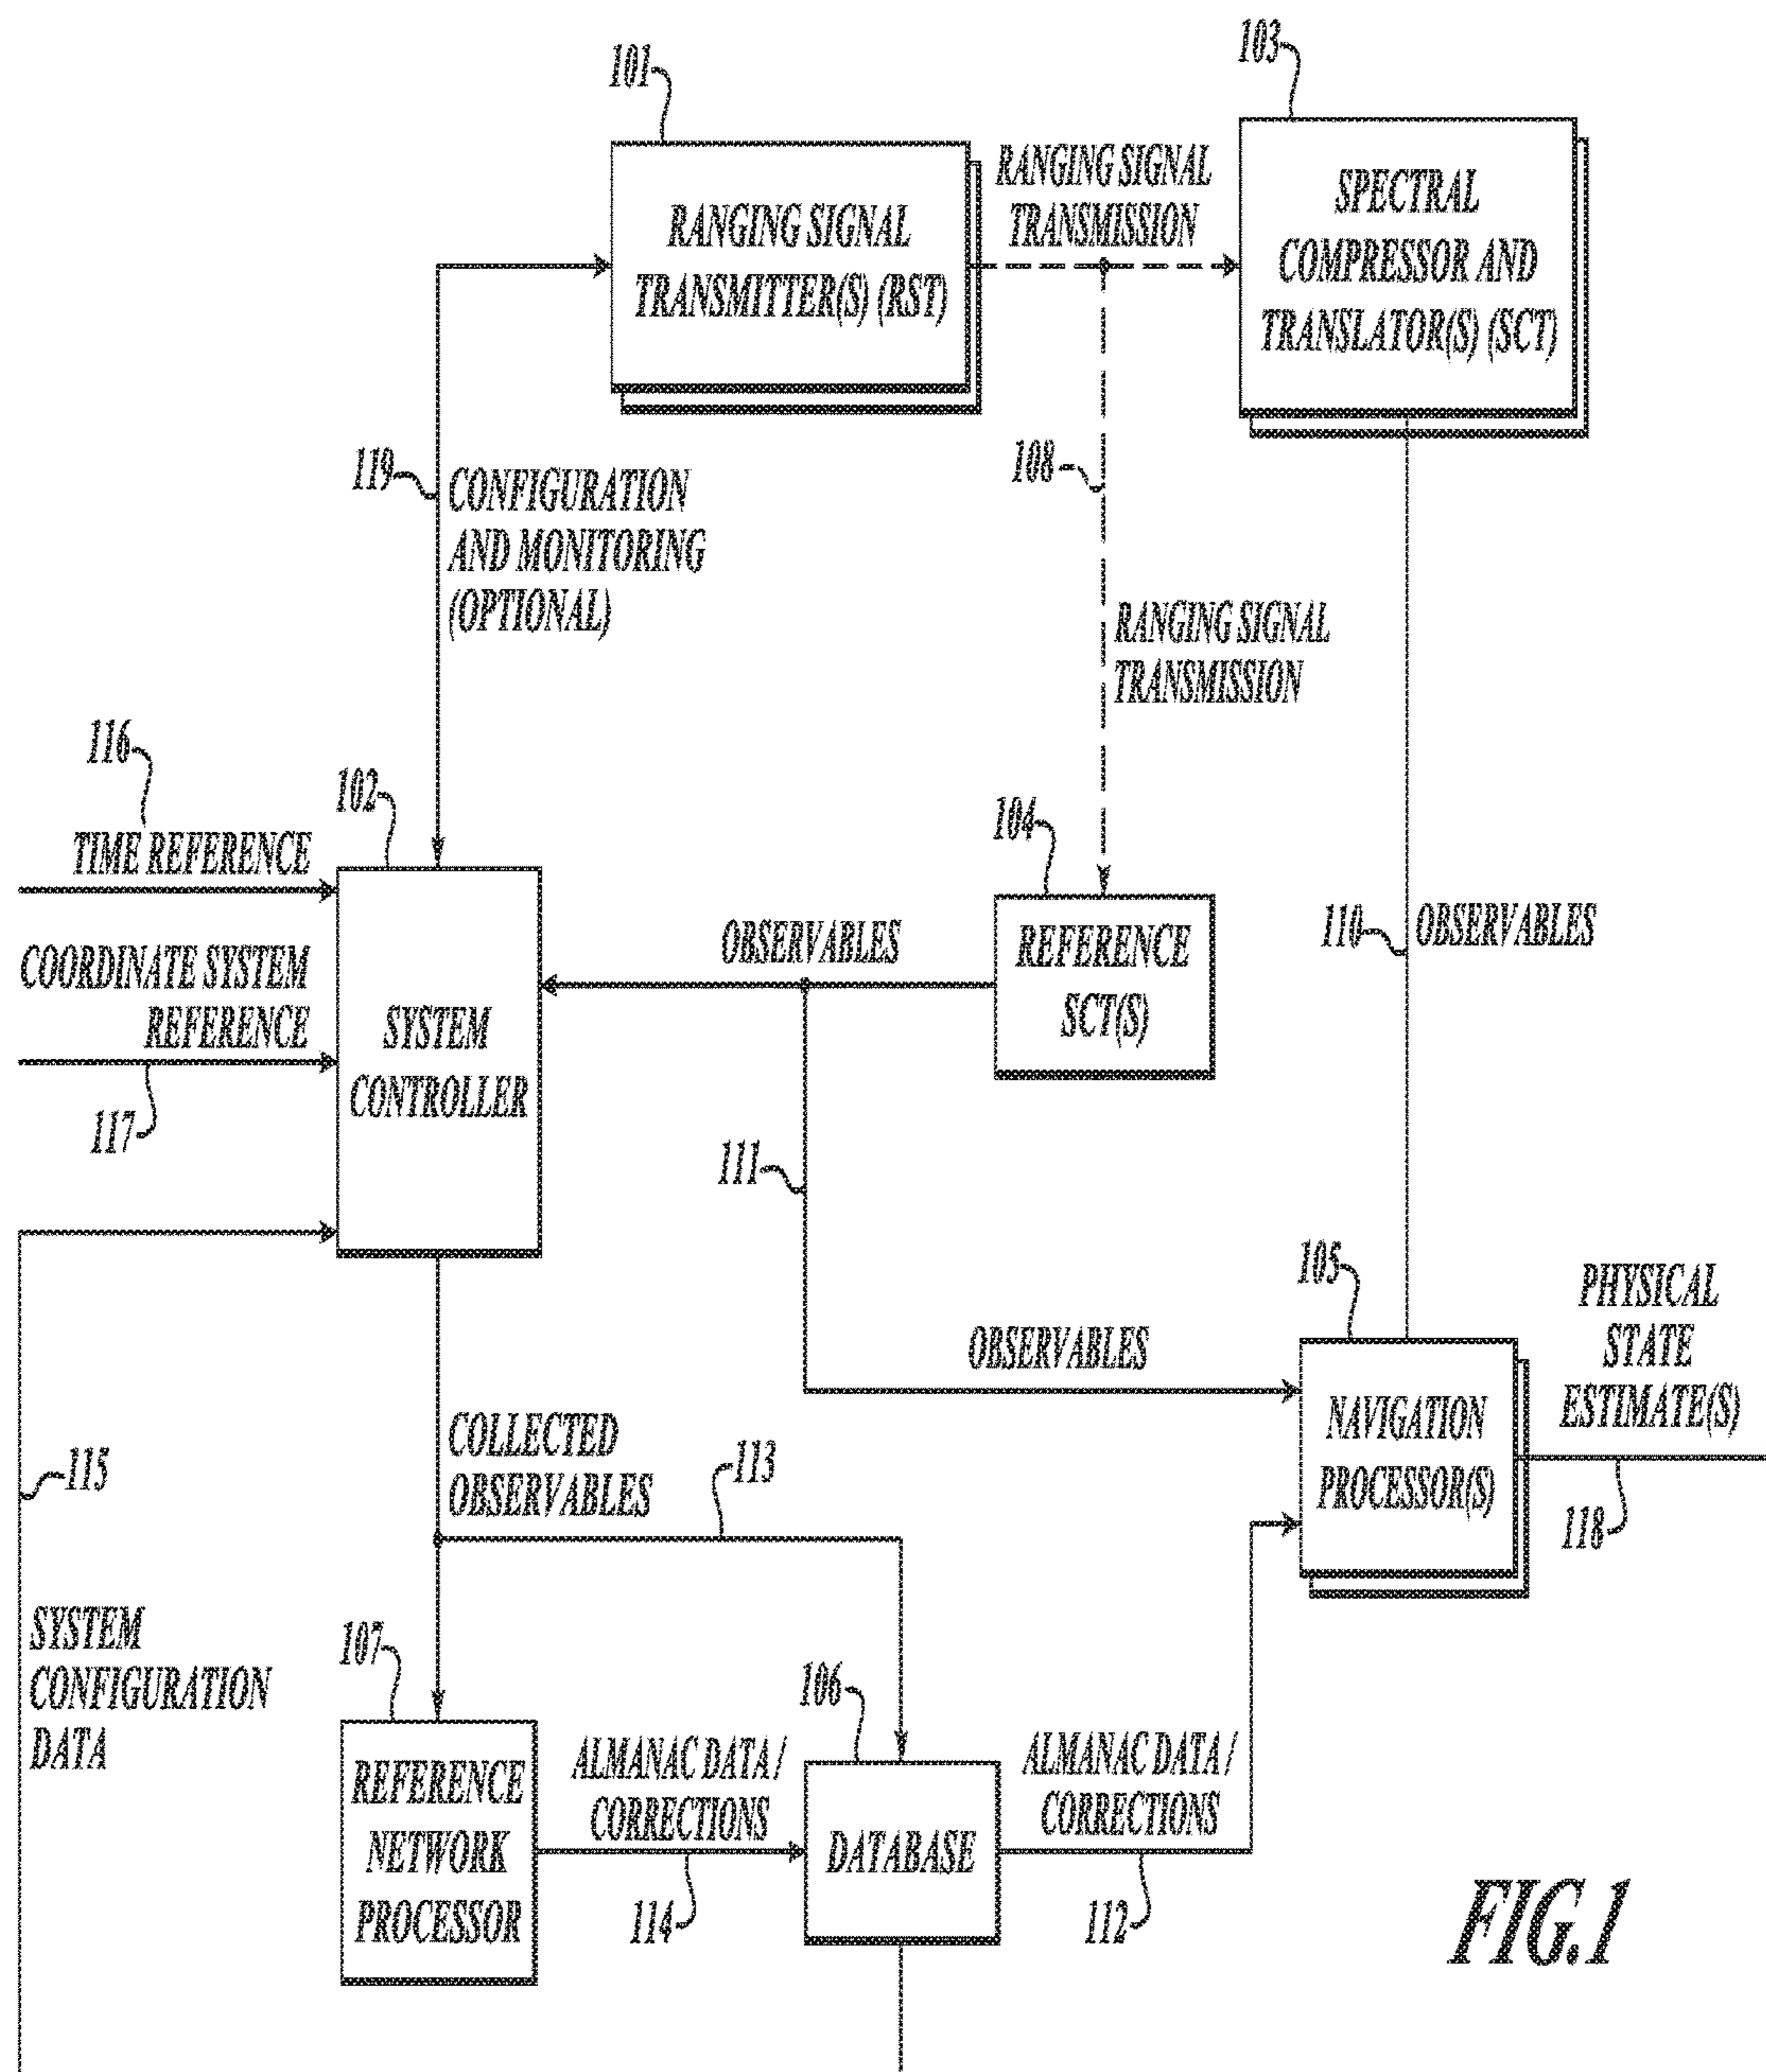 101
103
RANGING SIGNAL
TRANSMITTER(S) (RST)
RANGING SIGNAL
TRANSMISSION
SPECTRAL
COMPRESSOR AND
TRANSLATOR(S) (SCT)
119
CONFIGURATION
AND MONITORING
(OPTIONAL)
108
RANGING SIGNAL
TRANSMISSION
116
TIME REFERENCE
102
104
COORDINATE SYSTEM
REFERENCE
117
SYSTEM
CONTROLLER
OBSERVABLES
REFERENCE
SCT(S)
110
OBSERVABLES
111
105
OBSERVABLES
NAVIGATION
PROCESSOR(S)
PHYSICAL
STATE
ESTIMATE(S)
118
115
COLLECTED
OBSERVABLES
113
SYSTEM
CONFIGURATION
DATA
107
106
REFERENCE
NETWORK
PROCESSOR
ALMANAC DATA /
CORRECTIONS
114
DATABASE
ALMANAC DATA /
CORRECTIONS
112
FIG.1